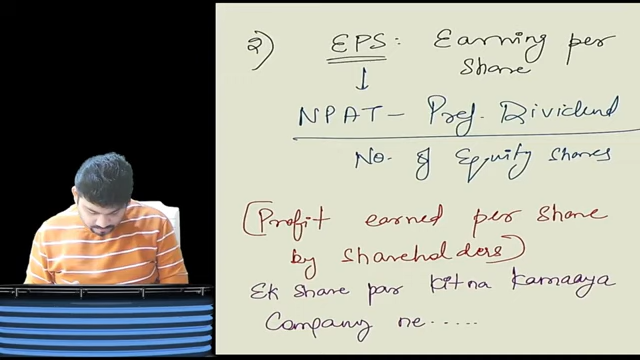 2) EPS: Earning per
Share
↓
NPAT - Pref. Dividend
No. of Equity Shares
(Profit earned per share
by shareholders)
Ek share par kitna kamaaya
Company ne.....